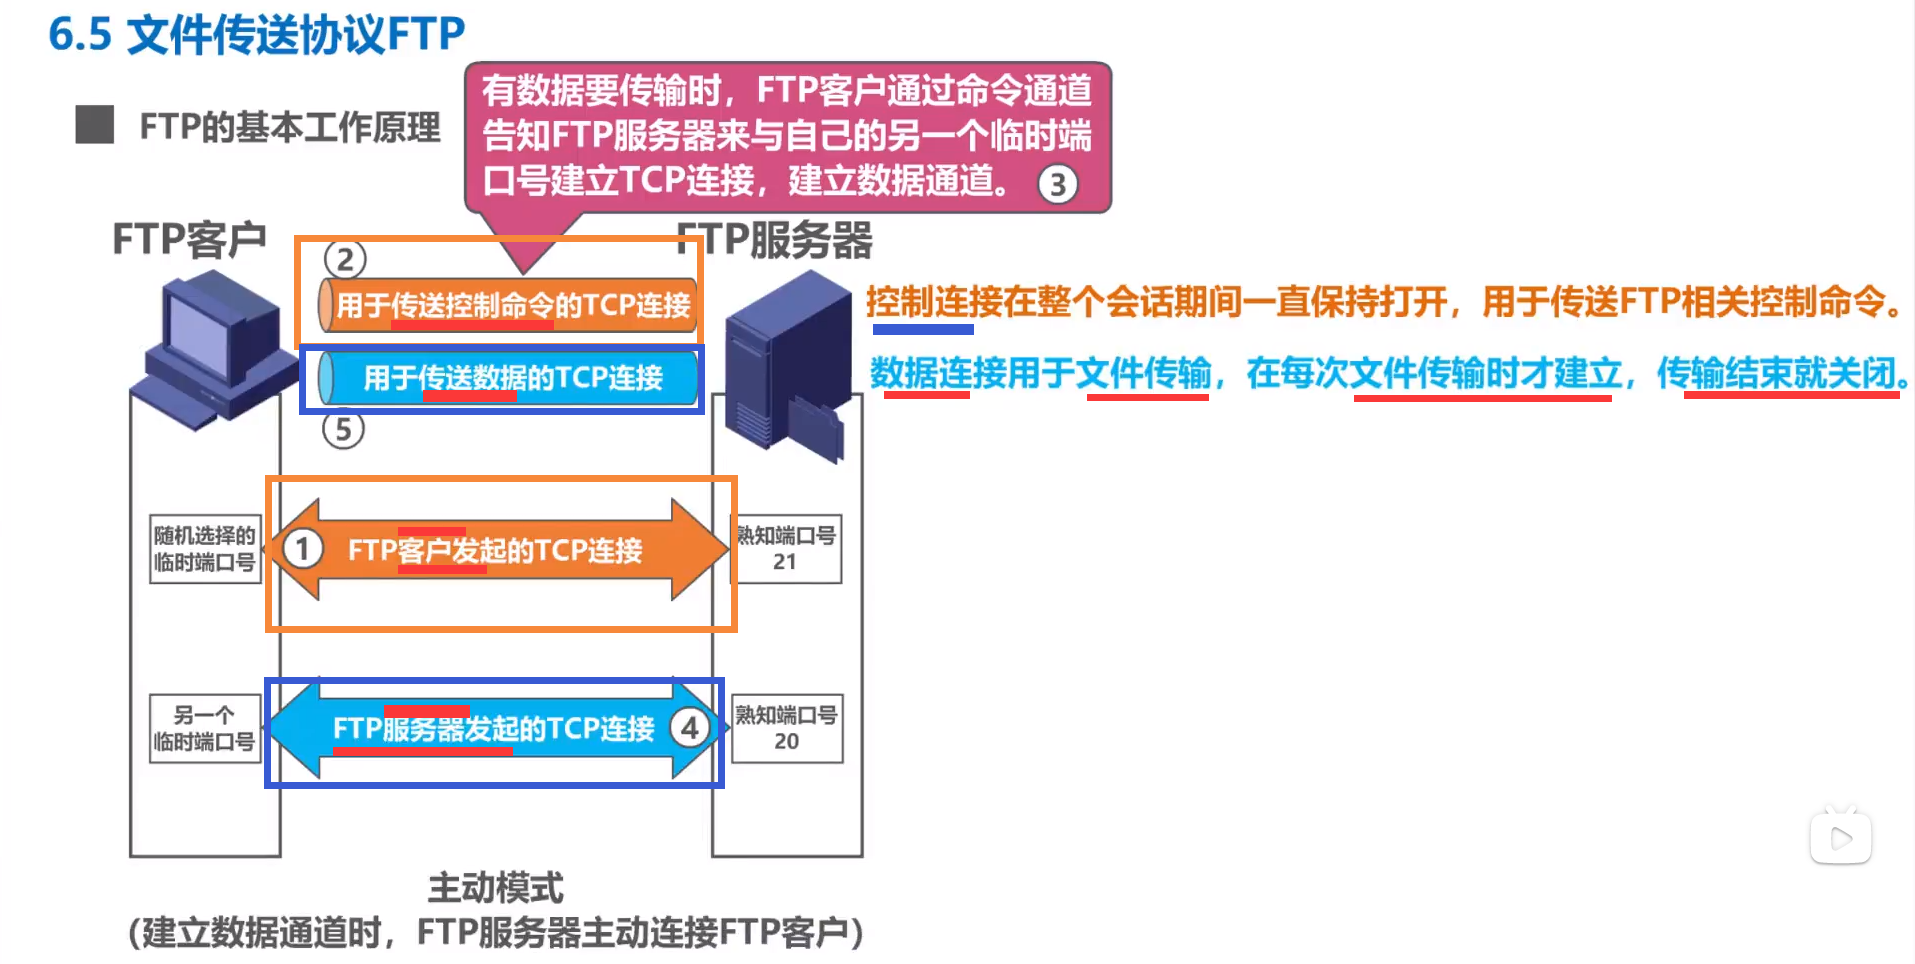 6.5 文件传送协议FTP
FTP的基本工作原理
有数据要传输时，FTP客户通过命令通道
告知FTP服务器来与自己的另一个临时端
口号建立TCP连接，建立数据通道。 ③
FTP客户
FTP服务器
②
用于传送控制命令的TCP连接
控制连接在整个会话期间一直保持打开，用于传送FTP相关控制命令。
用于传送数据的TCP连接
数据连接用于文件传输，在每次文件传输时才建立，传输结束就关闭。
⑤
随机选择的
临时端口号
① FTP客户发起的TCP连接
熟知端口号
21
另一个
临时端口号
FTP服务器发起的TCP连接 ④
熟知端口号
20
主动模式
（建立数据通道时，FTP服务器主动连接FTP客户）